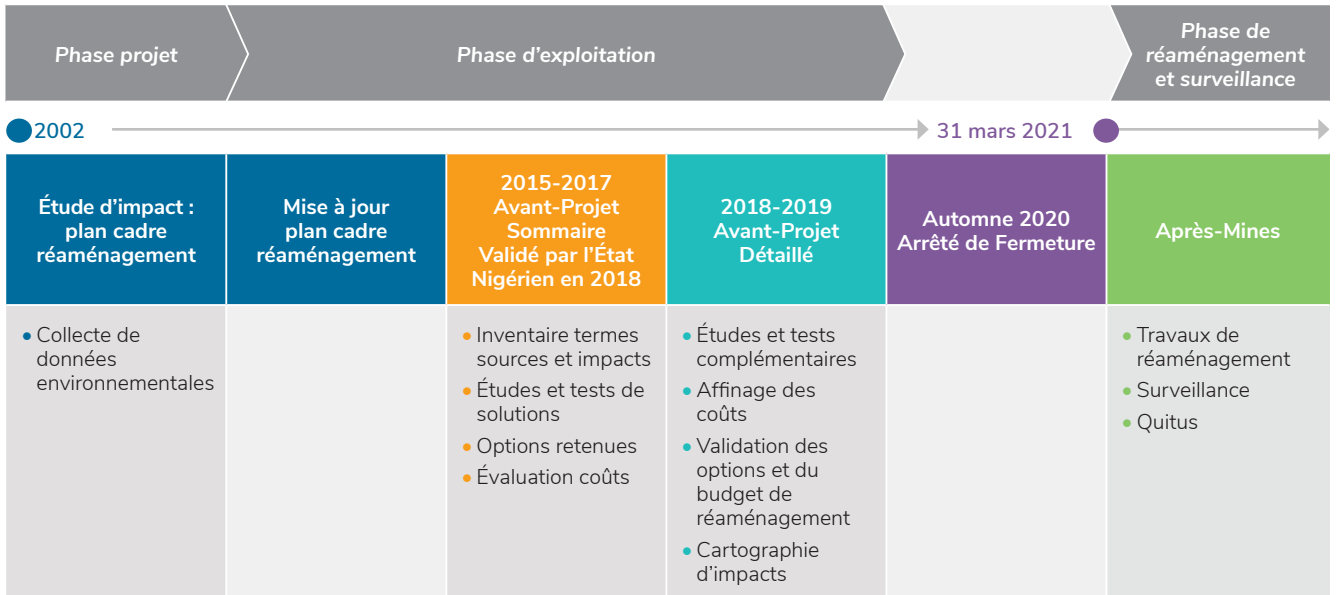 Phase projet
Phase d'exploitation
Phase de
réaménagement
et surveillance
2002
31 mars 2021
Étude d'impact :
plan cadre
réaménagement
Mise à jour
plan cadre
réaménagement
2015-2017
Avant-Projet
Sommaire
Validé par l'État
Nigérien en 2018
2018-2019
Avant-Projet
Détaillé
Automne 2020
Arrêté de Fermeture
Après-Mines
• Collecte de
données
environnementales
• Inventaire termes
sources et impacts
• Études et tests de
solutions
• Options retenues
• Évaluation coûts
• Études et tests
complémentaires
• Affinage des
coûts
• Validation des
options et du
budget de
réaménagement
• Cartographie
d'impacts
• Travaux de
réaménagement
• Surveillance
• Quitus